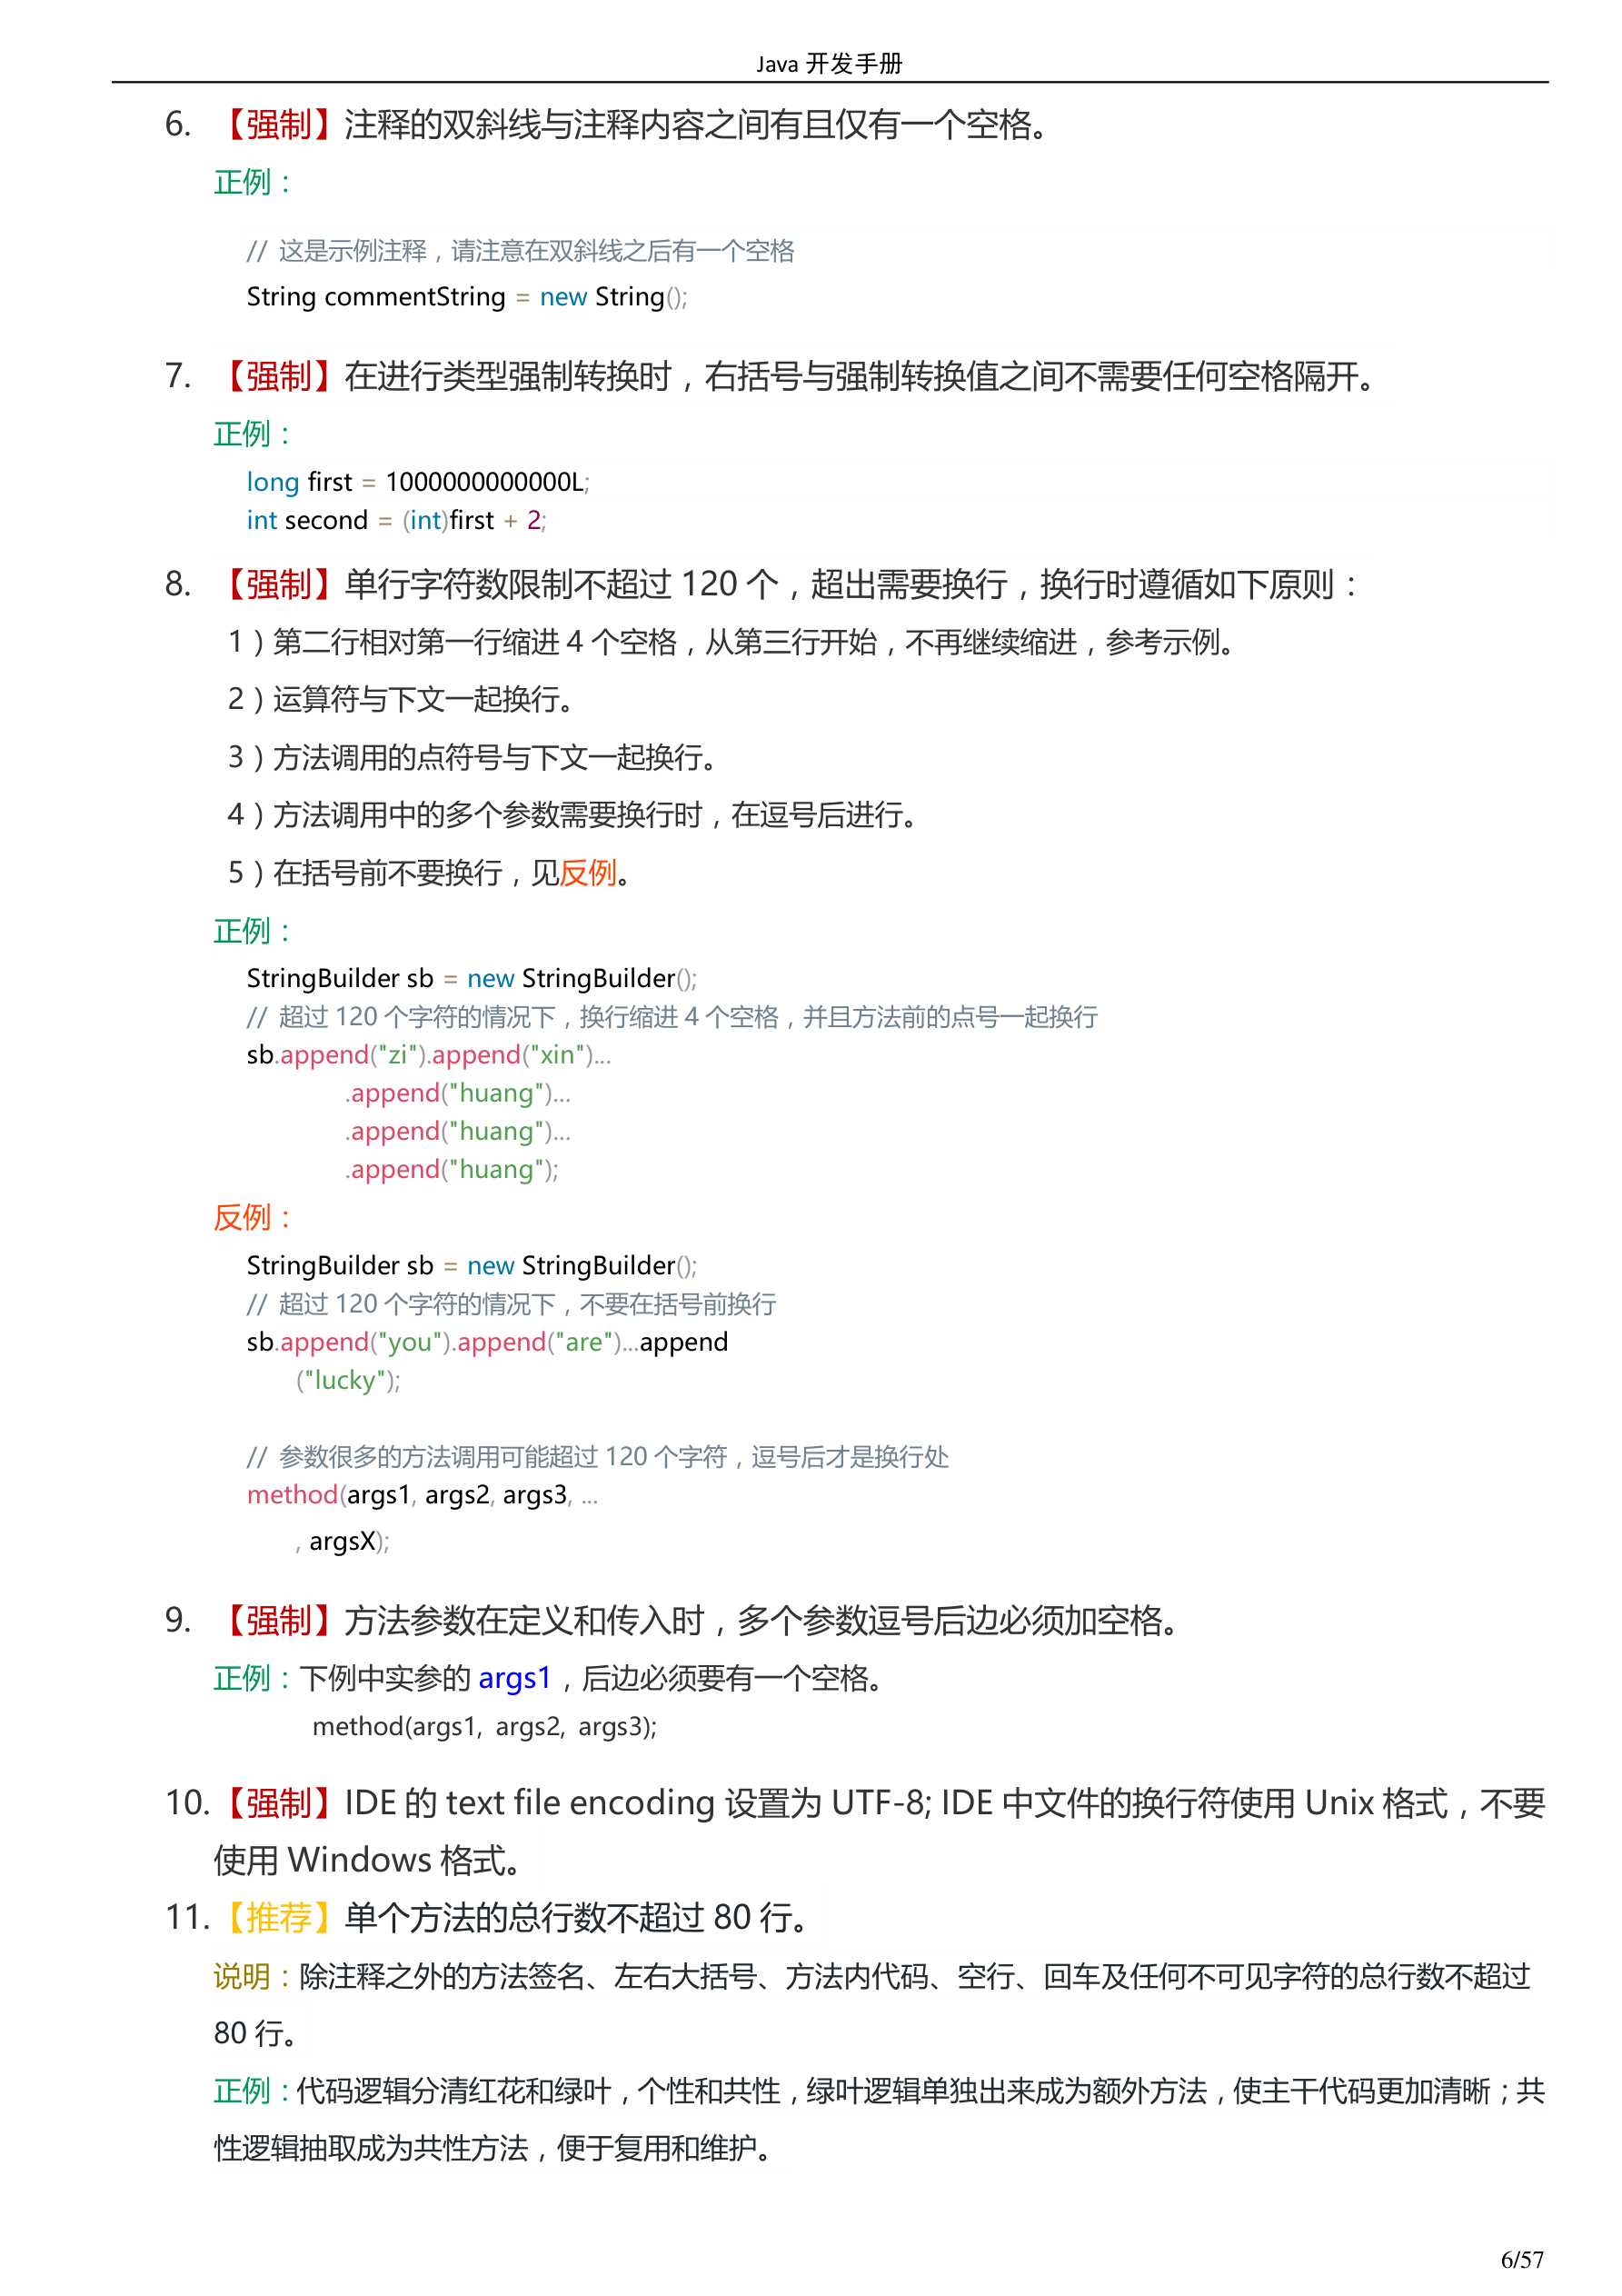 Java 开发手册
6. 【强制】注释的双斜线与注释内容之间有且仅有一个空格。
正例：
// 这是示例注释，请注意在双斜线之后有一个空格
String commentString = new String();
7. 【强制】在进行类型强制转换时，右括号与强制转换值之间不需要任何空格隔开。
正例：
long first = 1000000000000L;
int second = (int)first + 2;
8. 【强制】单行字符数限制不超过 120 个，超出需要换行，换行时遵循如下原则：
1）第二行相对第一行缩进 4 个空格，从第三行开始，不再继续缩进，参考示例。
2）运算符与下文一起换行。
3）方法调用的点符号与下文一起换行。
4）方法调用中的多个参数需要换行时，在逗号后进行。
5）在括号前不要换行，见反例。
正例：
StringBuilder sb = new StringBuilder();
// 超过 120 个字符的情况下，换行缩进 4 个空格，并且方法前的点号一起换行
sb.append("zi").append("xin")...
.append("huang")...
.append("huang")...
.append("huang");
反例：
StringBuilder sb = new StringBuilder();
// 超过 120 个字符的情况下，不要在括号前换行
sb.append("you").append("are")...append
("lucky");
// 参数很多的方法调用可能超过 120 个字符，逗号后才是换行处
method(args1, args2, args3, ...
, argsX);
9. 【强制】方法参数在定义和传入时，多个参数逗号后边必须加空格。
正例：下例中实参的 args1，后边必须要有一个空格。
method(args1, args2, args3);
10. 【强制】IDE 的 text file encoding 设置为 UTF-8; IDE 中文件的换行符使用 Unix 格式，不要
使用 Windows 格式。
11. 【推荐】单个方法的总行数不超过 80 行。
说明：除注释之外的方法签名、左右大括号、方法内代码、空行、回车及任何不可见字符的总行数不超过
80 行。
正例：代码逻辑分清红花和绿叶，个性和共性，绿叶逻辑单独出来成为额外方法，使主干代码更加清晰；共
性逻辑抽取成为共性方法，便于复用和维护。
6/57